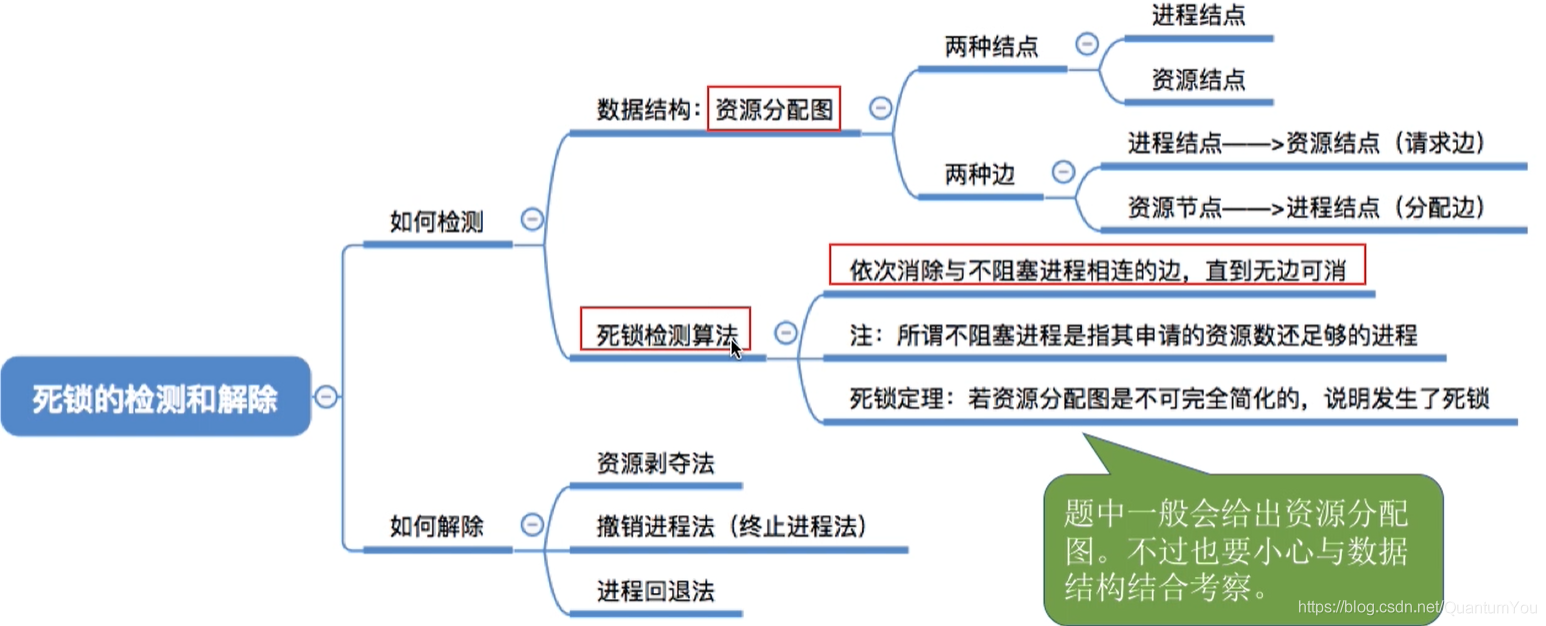 死锁的检测和解除
如何检测
数据结构：资源分配图
两种结点
进程结点
资源结点
两种边
进程结点——>资源结点（请求边）
资源节点——>进程结点（分配边）
死锁检测算法
依次消除与不阻塞进程相连的边，直到无边可消
注：所谓不阻塞进程是指其申请的资源数还足够的进程
死锁定理：若资源分配图是不可完全简化的，说明发生了死锁
题中一般会给出资源分配
图。不过也要小心与数据
结构结合考察。
如何解除
资源剥夺法
撤销进程法（终止进程法）
进程回退法
https://blog.csdn.net/QuantumYou